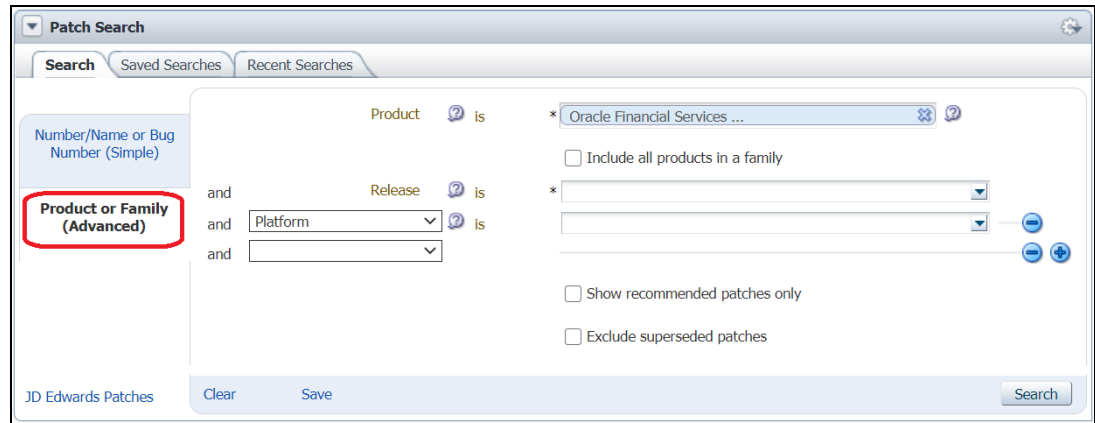 Patch Search
Search
Saved Searches
Recent Searches
Number/Name or Bug
Number (Simple)
Product or Family
(Advanced)
JD Edwards Patches
Product is * Oracle Financial Services ...
Include all products in a family
and Release is *
and Platform is
and
Show recommended patches only
Exclude superseded patches
Clear Save Search